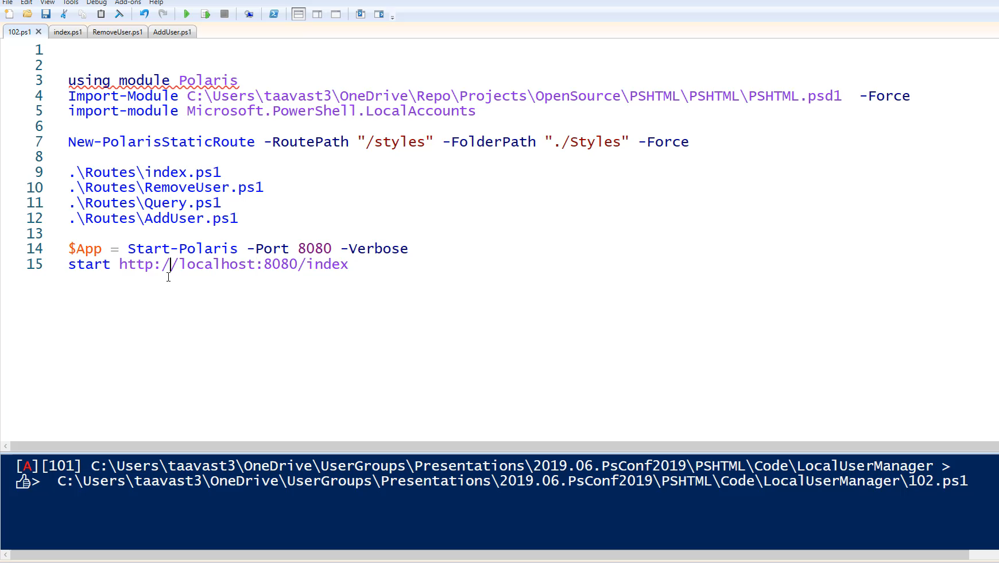 File Edit View Tools Debug Add-ons Help
102.ps1 index.ps1 RemoveUser.ps1 AddUser.ps1
1
2
3 using module Polaris
4 Import-Module C:\Users\taavast3\OneDrive\Repo\Projects\OpenSource\PSHTML\PSHTML\PSHTML.psd1 -Force
5 import-module Microsoft.PowerShell.LocalAccounts
6
7 New-PolarisStaticRoute -RoutePath "/styles" -FolderPath "./Styles" -Force
8
9 .\Routes\index.ps1
10 .\Routes\RemoveUser.ps1
11 .\Routes\Query.ps1
12 .\Routes\AddUser.ps1
13
14 $App = Start-Polaris -Port 8080 -Verbose
15 start http://localhost:8080/index
[A][101] C:\Users\taavast3\OneDrive\UserGroups\Presentations\2019.06.PsConf2019\PSHTML\Code\LocalUserManager >
👍> C:\Users\taavast3\OneDrive\UserGroups\Presentations\2019.06.PsConf2019\PSHTML\Code\LocalUserManager\102.ps1